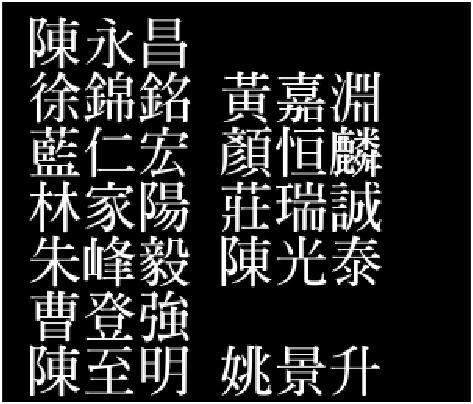 陳永昌
徐錦銘 黃嘉淵
藍仁宏 顏恒麟
林家陽 莊瑞誠
朱峰毅 陳光泰
曹登強
陳至明 姚景升